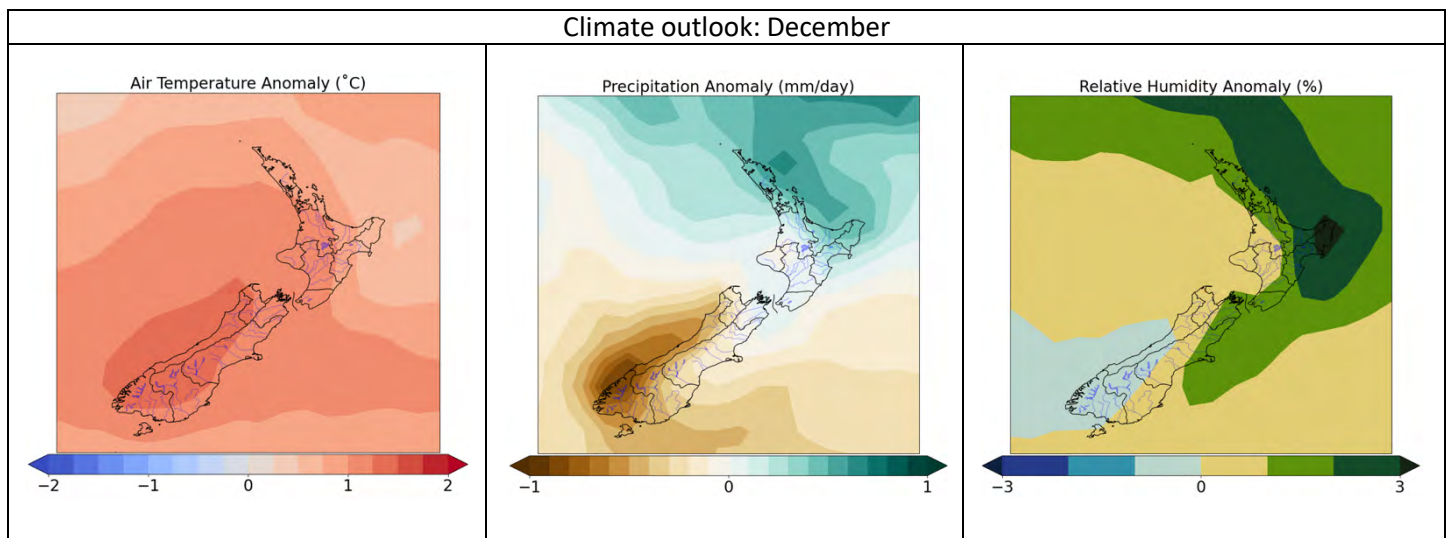 Climate outlook: December
Air Temperature Anomaly (˚C)
−2
−1
0
1
2
Precipitation Anomaly (mm/day)
−1
0
1
Relative Humidity Anomaly (%)
−3
0
3